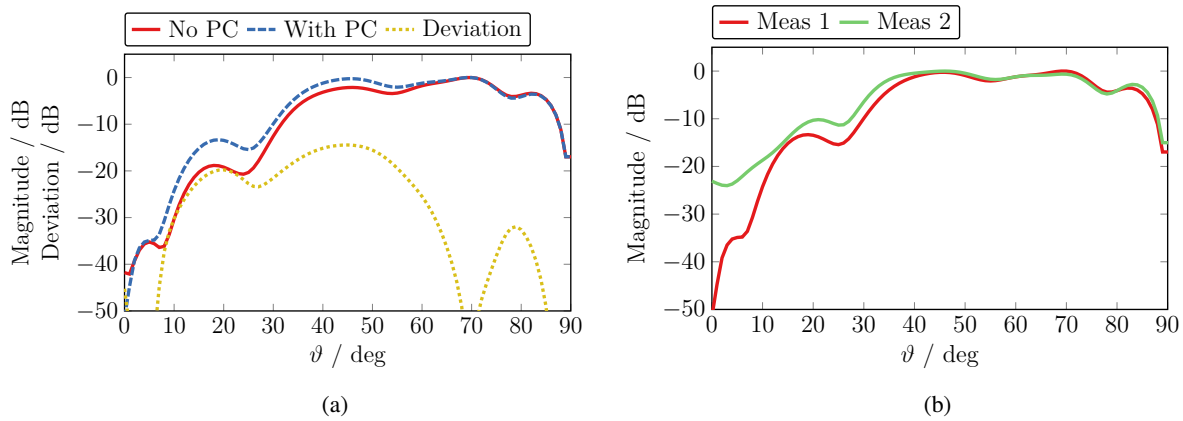 No PC With PC Deviation
Magnitude / dB
Deviation / dB
0
−10
−20
−30
−40
−50
0 10 20 30 40 50 60 70 80 90
ϑ / deg
(a)
Meas 1 Meas 2
Magnitude / dB
0
−10
−20
−30
−40
−50
0 10 20 30 40 50 60 70 80 90
ϑ / deg
(b)